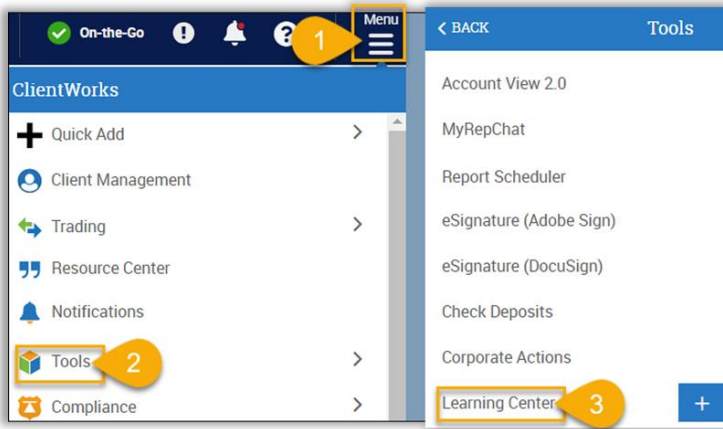 On-the-Go
Menu
1
ClientWorks
Quick Add
Client Management
Trading
Resource Center
Notifications
Tools
2
Compliance
< BACK
Tools
Account View 2.0
MyRepChat
Report Scheduler
eSignature (Adobe Sign)
eSignature (DocuSign)
Check Deposits
Corporate Actions
Learning Center
3
+